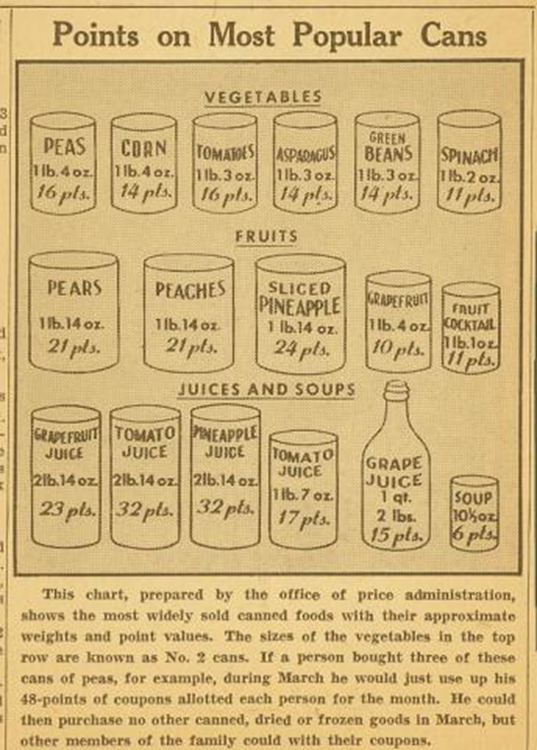 Points on Most Popular Cans
VEGETABLES
PEAS
1 lb. 4 oz.
16 pts.
CORN
1 lb. 4 oz.
14 pts.
TOMATOES
1 lb. 3 oz.
16 pts.
ASPARAGUS
1 lb. 3 oz.
14 pts.
GREEN
BEANS
1 lb. 3 oz.
14 pts.
SPINACH
1 lb. 2 oz.
11 pts.
FRUITS
PEARS
1 lb. 14 oz.
21 pts.
PEACHES
1 lb. 14 oz.
21 pts.
SLICED
PINEAPPLE
1 lb. 14 oz.
24 pts.
GRAPEFRUIT
1 lb. 4 oz.
10 pts.
FRUIT
COCKTAIL
1 lb. 1 oz.
11 pts.
JUICES AND SOUPS
GRAPEFRUIT
JUICE
2 lb. 14 oz.
23 pts.
TOMATO
JUICE
2 lb. 14 oz.
32 pts.
PINEAPPLE
JUICE
2 lb. 14 oz.
32 pts.
TOMATO
JUICE
1 lb. 7 oz.
17 pts.
GRAPE
JUICE
1 qt.
2 lbs.
15 pts.
SOUP
10½ oz.
6 pts.
This chart, prepared by the office of price administration,
shows the most widely sold canned foods with their approximate
weights and point values. The sizes of the vegetables in the top
row are known as No. 2 cans. If a person bought three of these
cans of peas, for example, during March he would just use up his
48-points of coupons allotted each person for the month. He could
then purchase no other canned, dried or frozen goods in March, but
other members of the family could with their coupons.